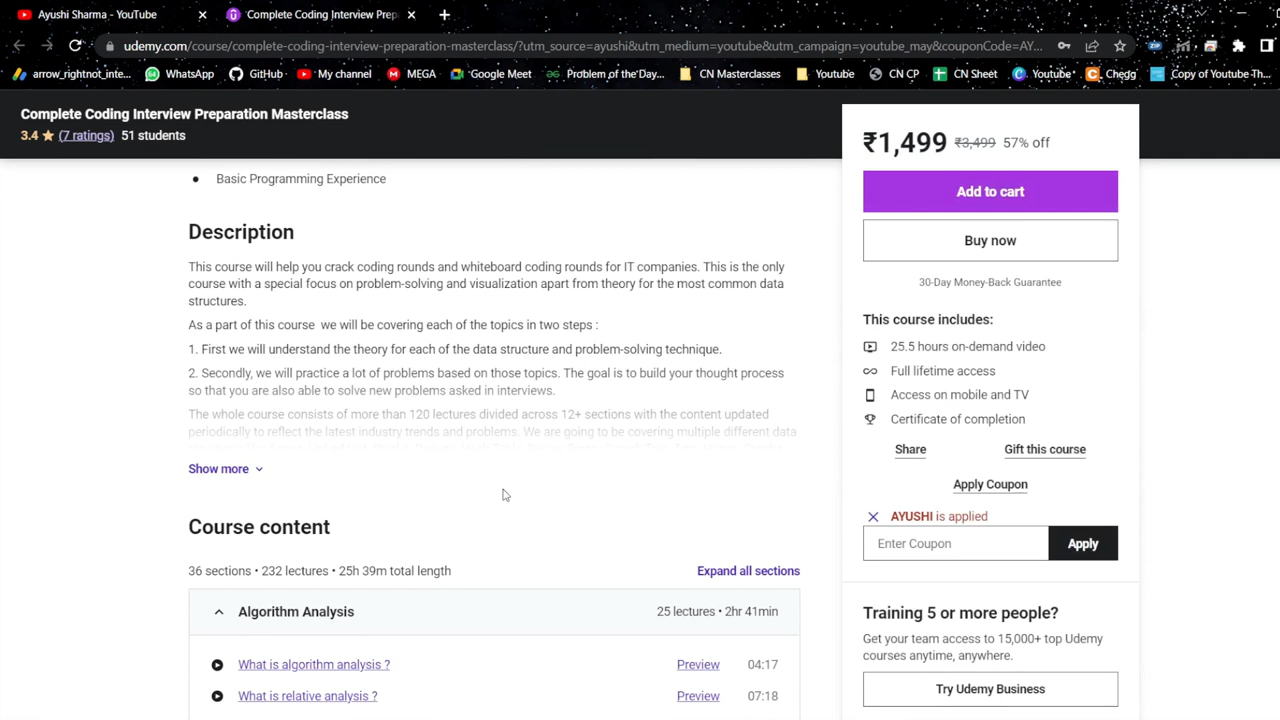 Ayushi Sharma - YouTube
Complete Coding Interview Prep
udemy.com/course/complete-coding-interview-preparation-masterclass/?utm_source=ayushi&utm_medium=youtube&utm_campaign=youtube_may&couponCode=AY...
arrow_rightnot_inte...
WhatsApp
GitHub
My channel
MEGA
Google Meet
Problem of the Day...
CN Masterclasses
Youtube
CN CP
CN Sheet
Youtube
Chegg
Copy of Youtube Th...
Complete Coding Interview Preparation Masterclass
3.4 ★ (7 ratings) 51 students
• Basic Programming Experience
Description
This course will help you crack coding rounds and whiteboard coding rounds for IT companies. This is the only
course with a special focus on problem-solving and visualization apart from theory for the most common data
structures.
As a part of this course we will be covering each of the topics in two steps :
1. First we will understand the theory for each of the data structure and problem-solving technique.
2. Secondly, we will practice a lot of problems based on those topics. The goal is to build your thought process
so that you are also able to solve new problems asked in interviews.
The whole course consists of more than 120 lectures divided across 12+ sections with the content updated
periodically to reflect the latest industry trends and problems. We are going to be covering multiple different data
Show more
Course content
36 sections • 232 lectures • 25h 39m total length
Expand all sections
Algorithm Analysis
25 lectures • 2hr 41min
What is algorithm analysis ?
Preview
04:17
What is relative analysis ?
Preview
07:18
₹1,499 ₹3,499 57% off
Add to cart
Buy now
30-Day Money-Back Guarantee
This course includes:
25.5 hours on-demand video
Full lifetime access
Access on mobile and TV
Certificate of completion
Share
Gift this course
Apply Coupon
AYUSHI is applied
Enter Coupon
Apply
Training 5 or more people?
Get your team access to 15,000+ top Udemy
courses anytime, anywhere.
Try Udemy Business